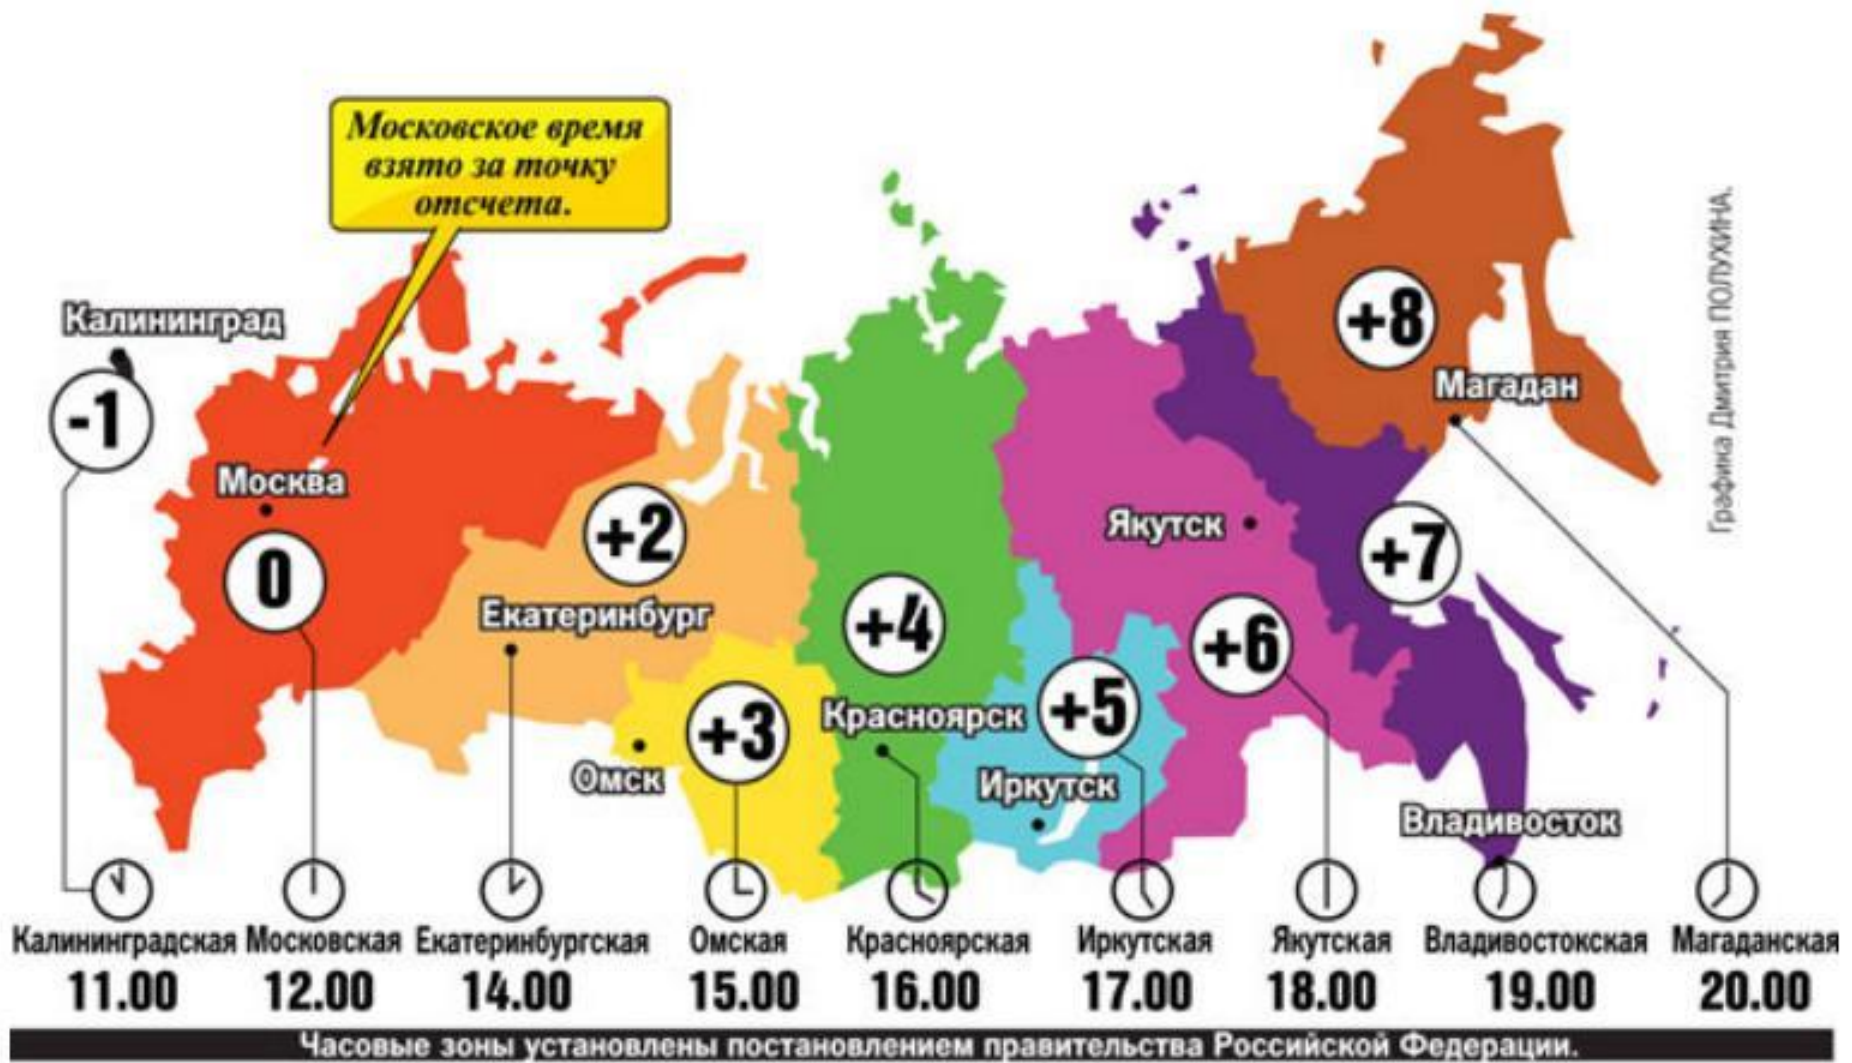 Московское время
взято за точку
отсчета.
Калининград
-1
Москва
0
+2
Екатеринбург
+3
Омск
+4
Красноярск
+5
Иркутск
Якутск
+6
+7
Владивосток
+8
Магадан
Графика Дмитрия ПОЛУХИНА.
Калининградская Московская Екатеринбургская Омская Красноярская Иркутская Якутская Владивостокская Магаданская
11.00 12.00 14.00 15.00 16.00 17.00 18.00 19.00 20.00
Часовые зоны установлены постановлением правительства Российской Федерации.